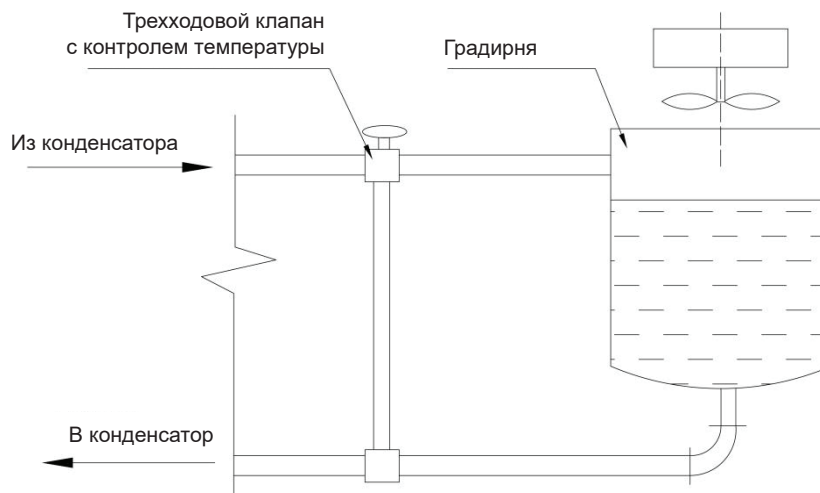 Трехходовой клапан
с контролем температуры
Градирня
Из конденсатора
В конденсатор